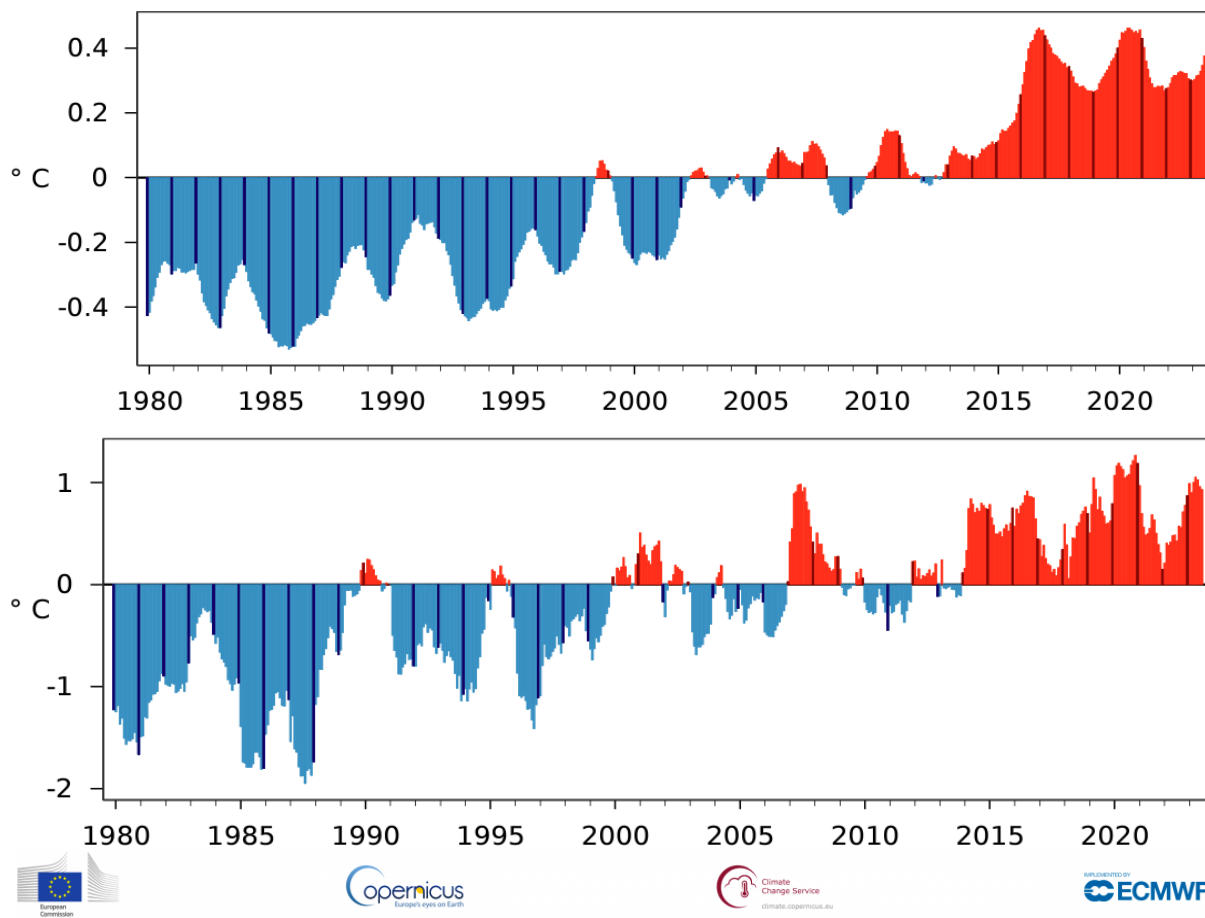 0.4
0.2
° C
0
-0.2
-0.4
1980 1985 1990 1995 2000 2005 2010 2015 2020
1
0
° C
-1
-2
1980 1985 1990 1995 2000 2005 2010 2015 2020
European
Commission
opernicus
Europe's eyes on Earth
Climate
Change Service
climate.copernicus.eu
IMPLEMENTED BY
ECMWF